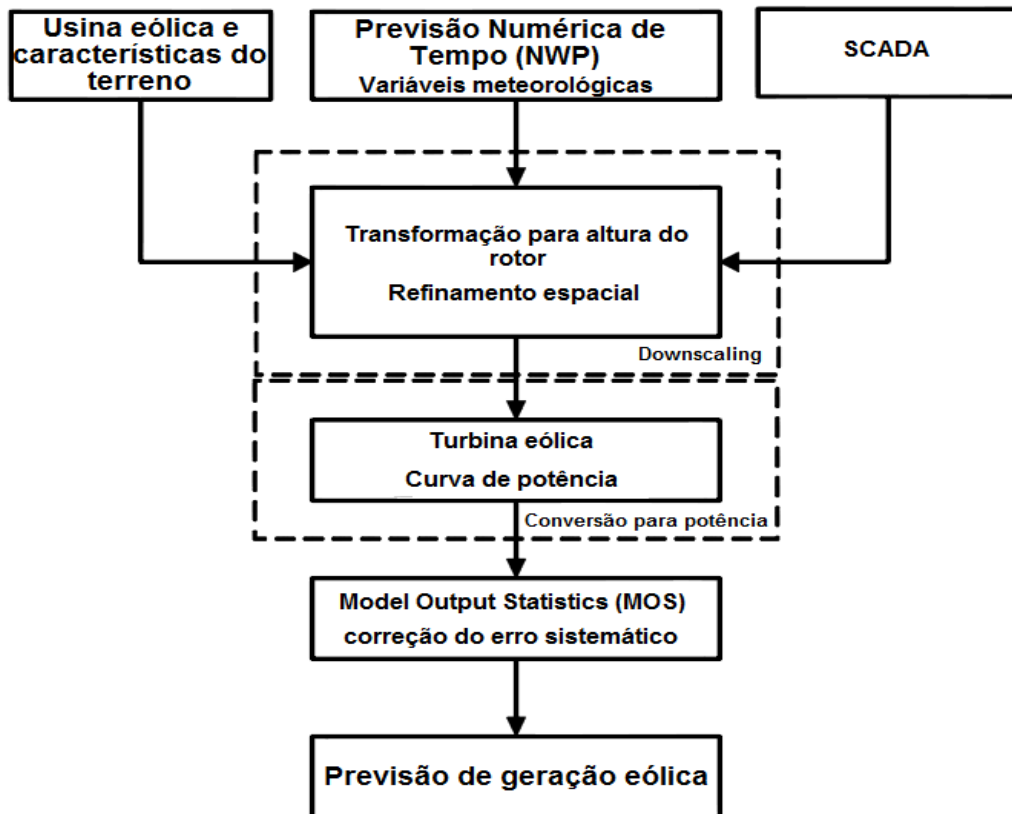 Usina eólica e
características do
terreno
Previsão Numérica de
Tempo (NWP)
Variáveis meteorológicas
SCADA
Transformação para altura do
rotor
Refinamento espacial
Downscaling
Turbina eólica
Curva de potência
Conversão para potência
Model Output Statistics (MOS)
correção do erro sistemático
Previsão de geração eólica